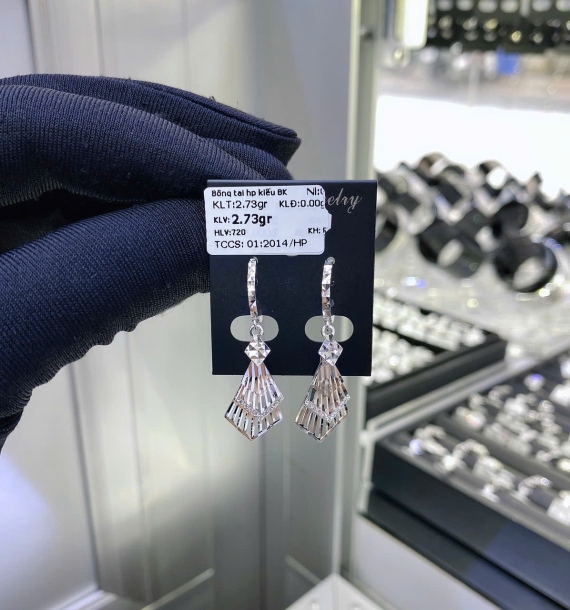 Bông tai hp kiểu BK
KLT:2.73gr KLĐ:0.00g
KLV: 2.73gr
HLV:720 KH:
TCCS: 01:2014/HP